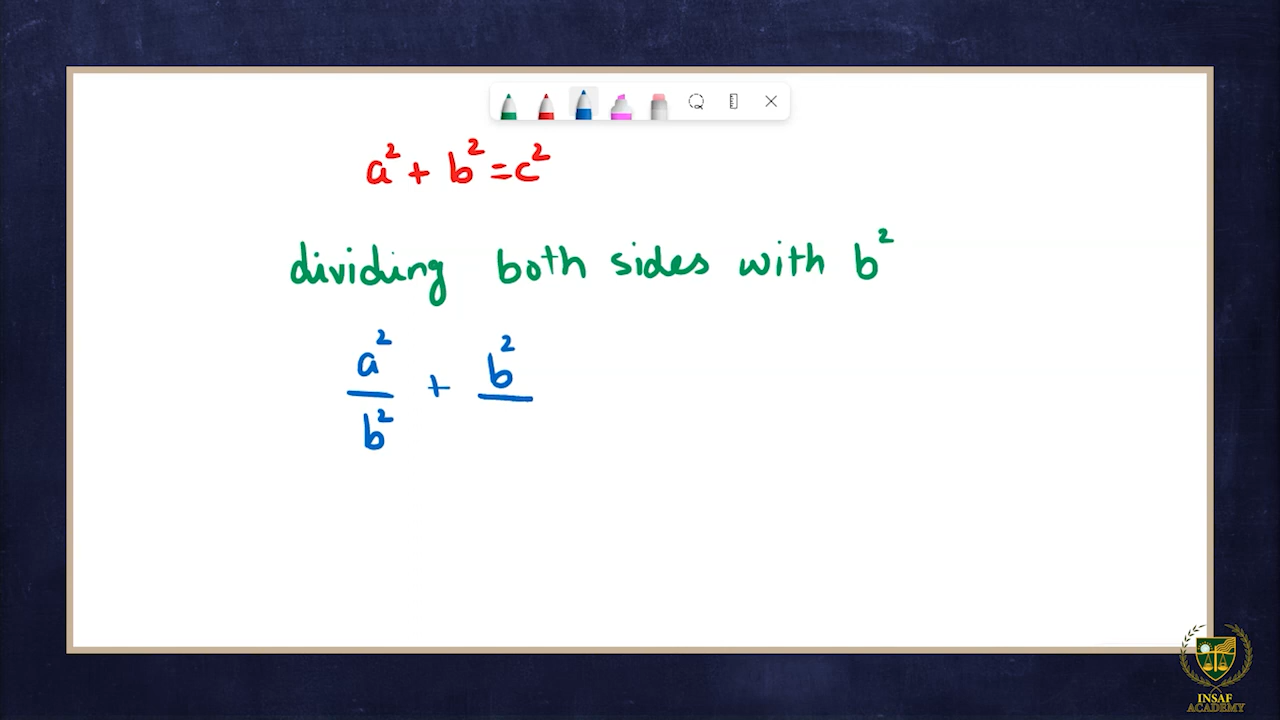 a² + b² = c²
dividing both sides with b²
a²/b² + b²/
INSAF
ACADEMY